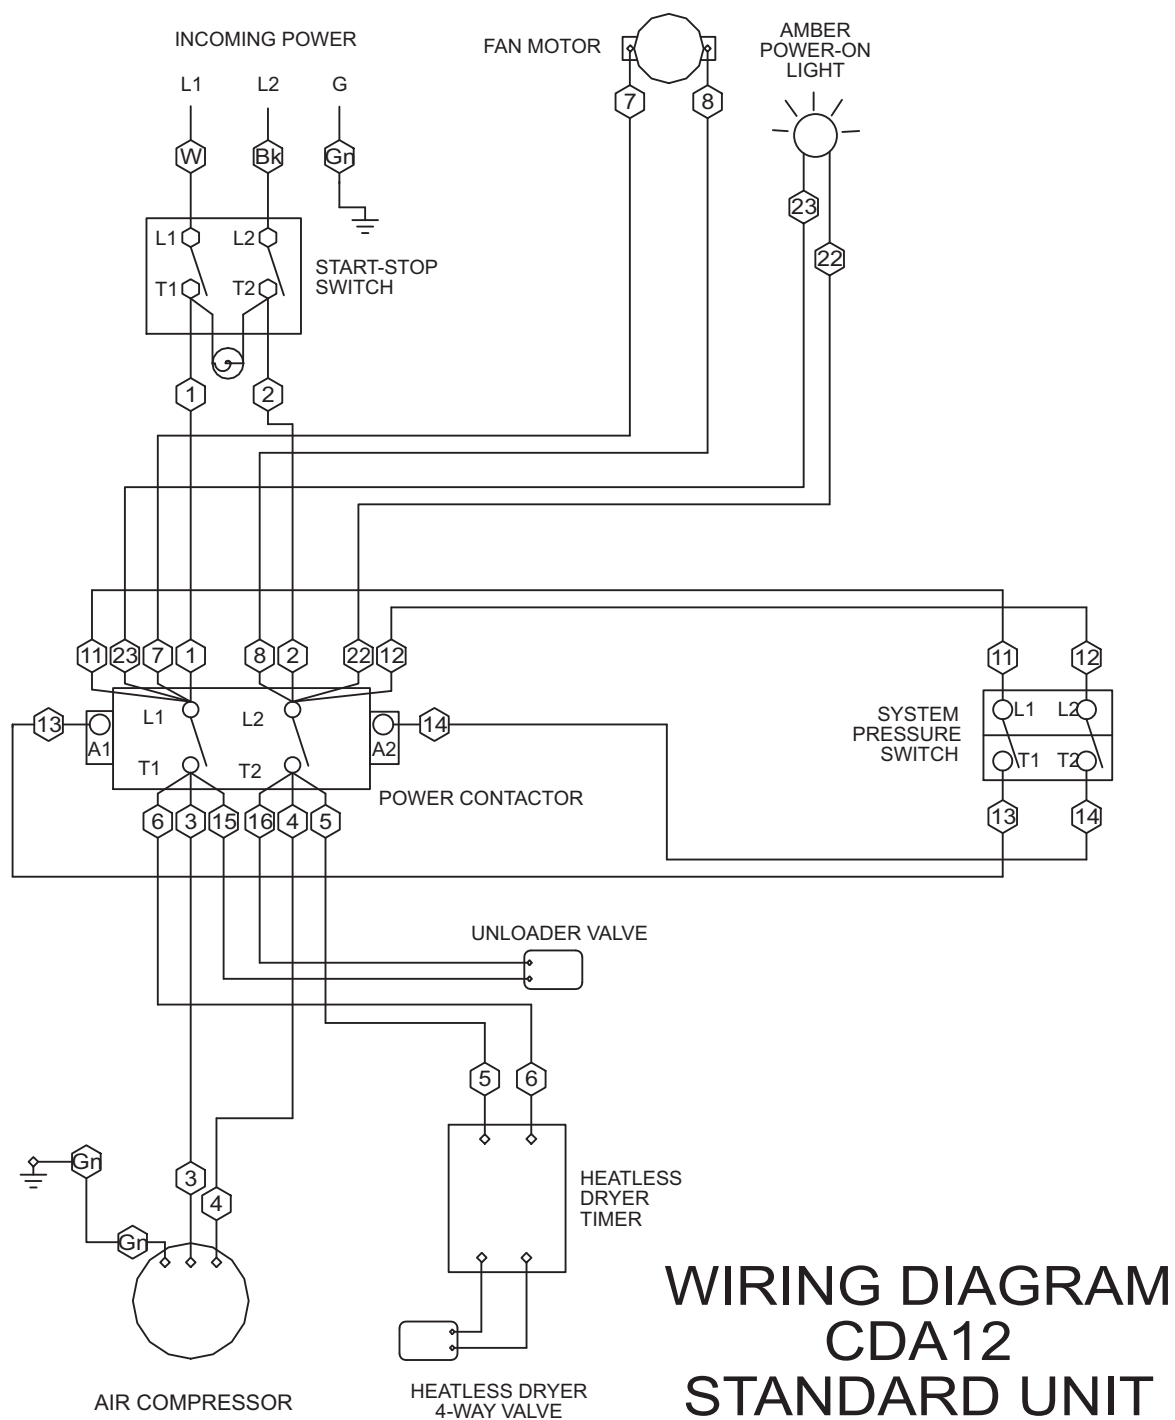 INCOMING POWER
FAN MOTOR
AMBER
POWER-ON
LIGHT
L1 L2 G
7 8
W Bk Gn
23
22
L1 L2
T1 T2
START-STOP
SWITCH
1 2
11 23 7 1 8 2 22 12
11 12
13 L1 L2 14
A1 A2
T1 T2
POWER CONTACTOR
SYSTEM
PRESSURE
SWITCH
L1 L2
T1 T2
6 3 15 16 4 5
13 14
UNLOADER VALVE
5 6
Gn
3
4
Gn
HEATLESS
DRYER
TIMER
AIR COMPRESSOR
HEATLESS DRYER
4-WAY VALVE
WIRING DIAGRAM
CDA12
STANDARD UNIT